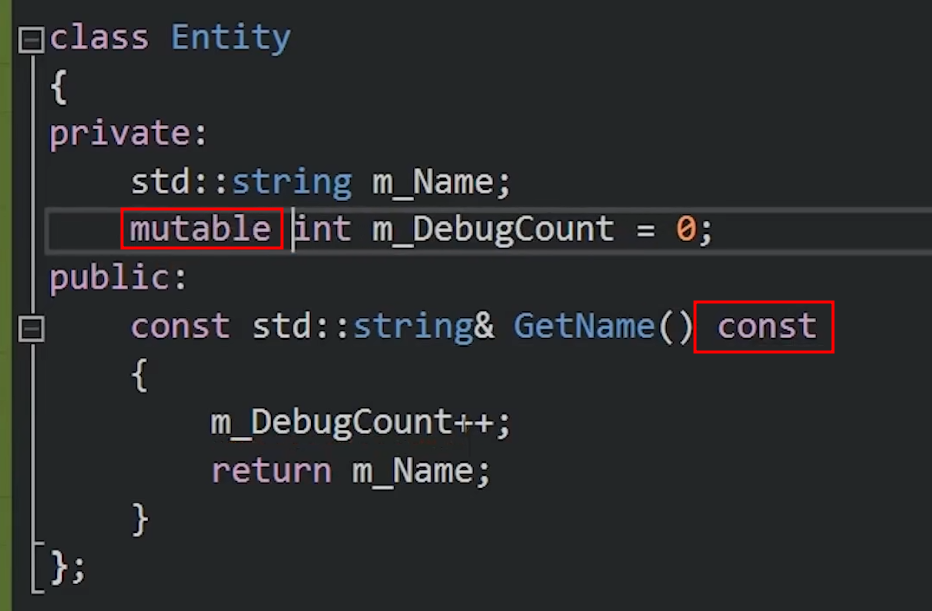 class Entity
{
private:
    std::string m_Name;
    mutable int m_DebugCount = 0;
public:
    const std::string& GetName() const
    {
        m_DebugCount++;
        return m_Name;
    }
};